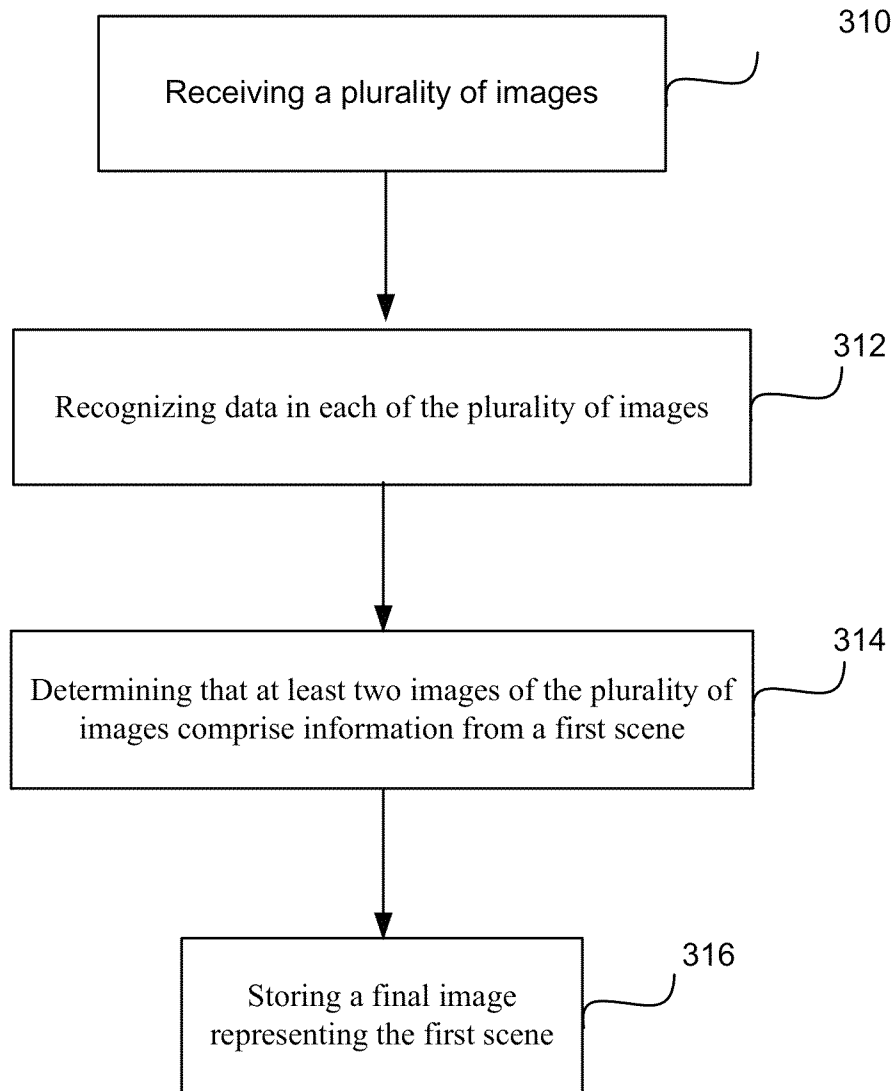 310
Receiving a plurality of images
312
Recognizing data in each of the plurality of images
314
Determining that at least two images of the plurality of
images comprise information from a first scene
316
Storing a final image
representing the first scene